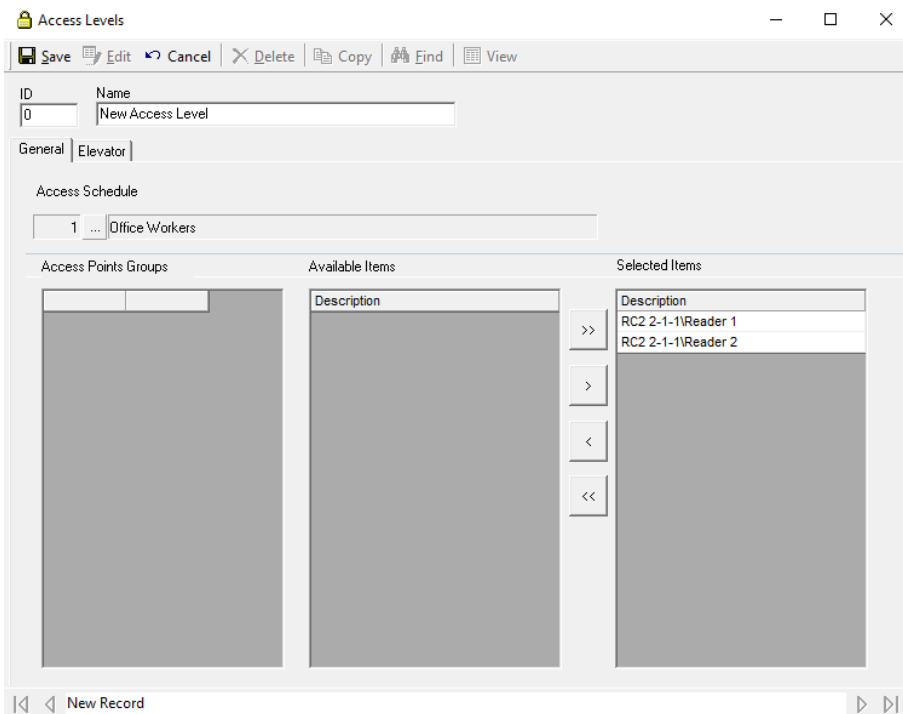 Access Levels
Save Edit Cancel Delete Copy Find View
ID Name
0 New Access Level
General Elevator
Access Schedule
1 ... Office Workers
Access Points Groups Available Items Selected Items
Description Description
RC2 2-1-1\Reader 1
>>
RC2 2-1-1\Reader 2
>
<
<<
New Record